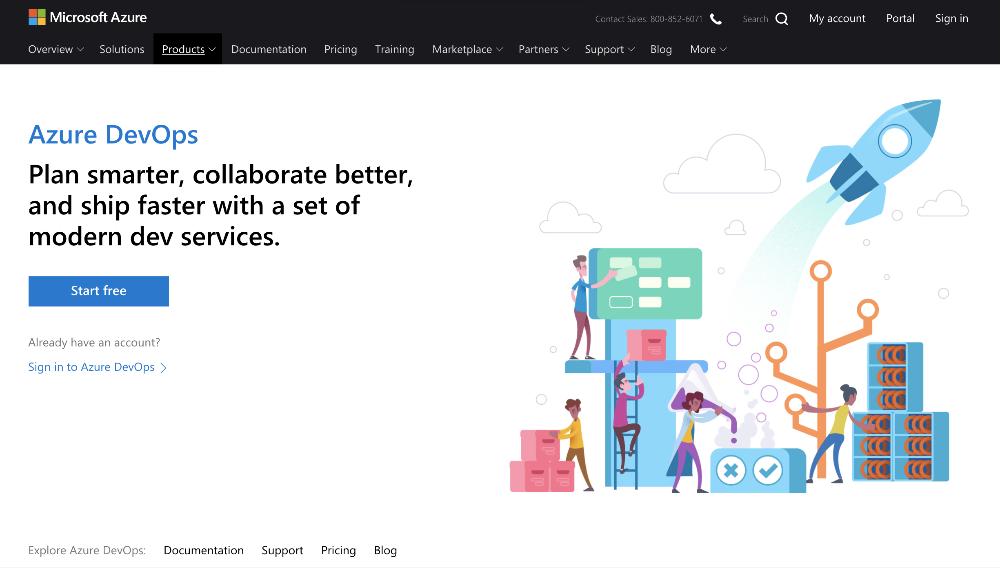 Microsoft Azure
Contact Sales: 800-852-6071
Search
My account
Portal
Sign in
Overview
Solutions
Products
Documentation
Pricing
Training
Marketplace
Partners
Support
Blog
More
Azure DevOps
Plan smarter, collaborate better,
and ship faster with a set of
modern dev services.
Start free
Already have an account?
Sign in to Azure DevOps
Explore Azure DevOps:
Documentation
Support
Pricing
Blog